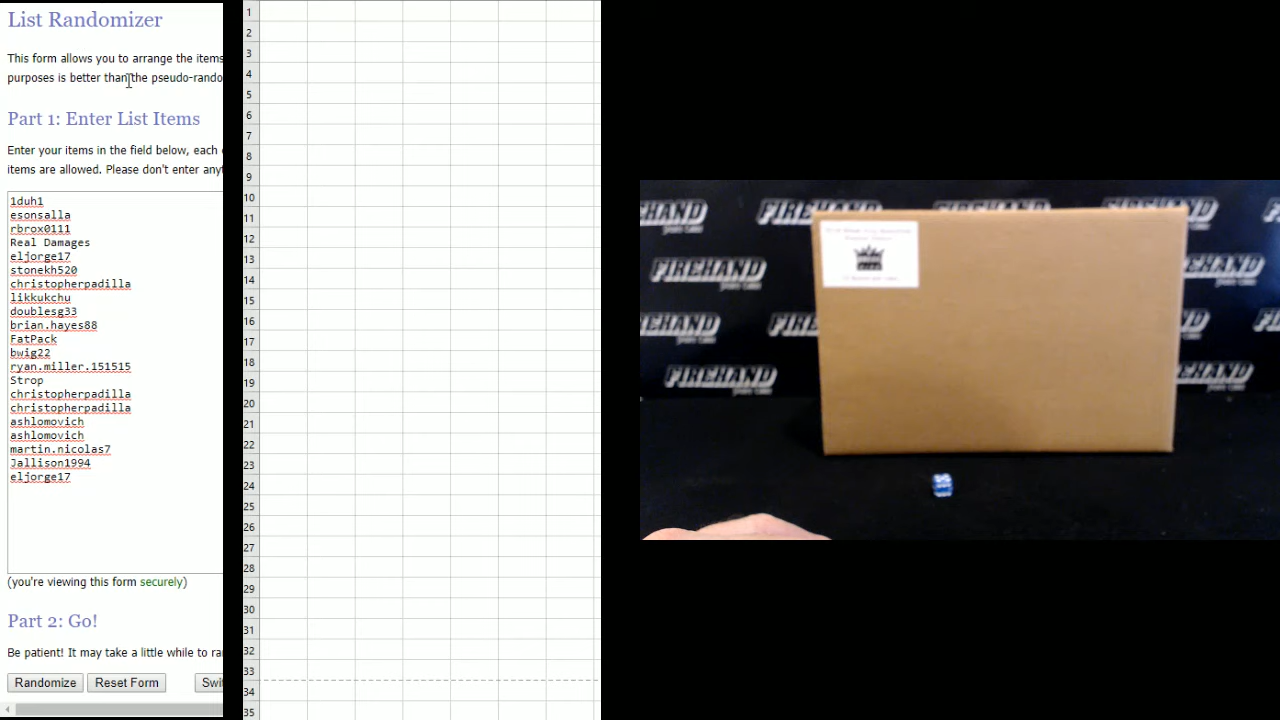 List Randomizer
This form allows you to arrange the items
purposes is better than the pseudo-rando
Part 1: Enter List Items
Enter your items in the field below, each
items are allowed. Please don't enter any
1duh1
esonsalla
rbrox0111
Real Damages
eljorge17
stonekh520
christopherpadilla
likkukchu
doublesg33
brian.hayes88
FatPack
bwig22
ryan.miller.151515
Strop
christopherpadilla
christopherpadilla
ashlomovich
ashlomovich
martin.nicolas7
Jallison1994
eljorge17
(you're viewing this form securely)
Part 2: Go!
Be patient! It may take a little while to ra
Randomize Reset Form Swi
1
2
3
4
5
6
7
8
9
10
11
12
13
14
15
16
17
18
19
20
21
22
23
24
25
26
27
28
29
30
31
32
33
34
35
FIREHAND
FIREHAND
FIREHAND
FIREHAND
FIREHAND